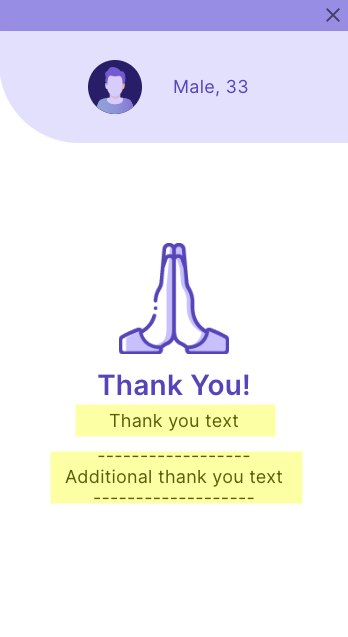 Male, 33
Thank You!
Thank you text
------------------
Additional thank you text
-------------------